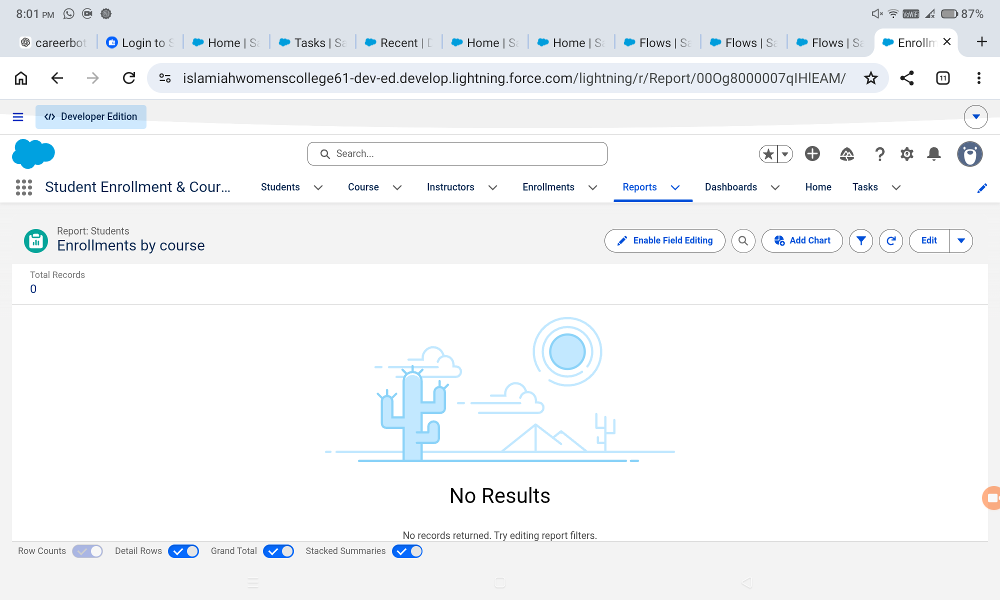 8:01 PM
VoWiFi
87%
careerbot
Login to S
Home | Sa
Tasks | Sa
Recent | D
Home | Sa
Home | Sa
Flows | Sa
Flows | Sa
Flows | Sa
Enrollm
islamiahwomenscollege61-dev-ed.develop.lightning.force.com/lightning/r/Report/00Og8000007qIHlEAM/
11
Developer Edition
Search...
Student Enrollment & Cour...
Students
Course
Instructors
Enrollments
Reports
Dashboards
Home
Tasks
Report: Students
Enrollments by course
Enable Field Editing
Add Chart
Edit
Total Records
0
No Results
No records returned. Try editing report filters.
Row Counts
Detail Rows
Grand Total
Stacked Summaries